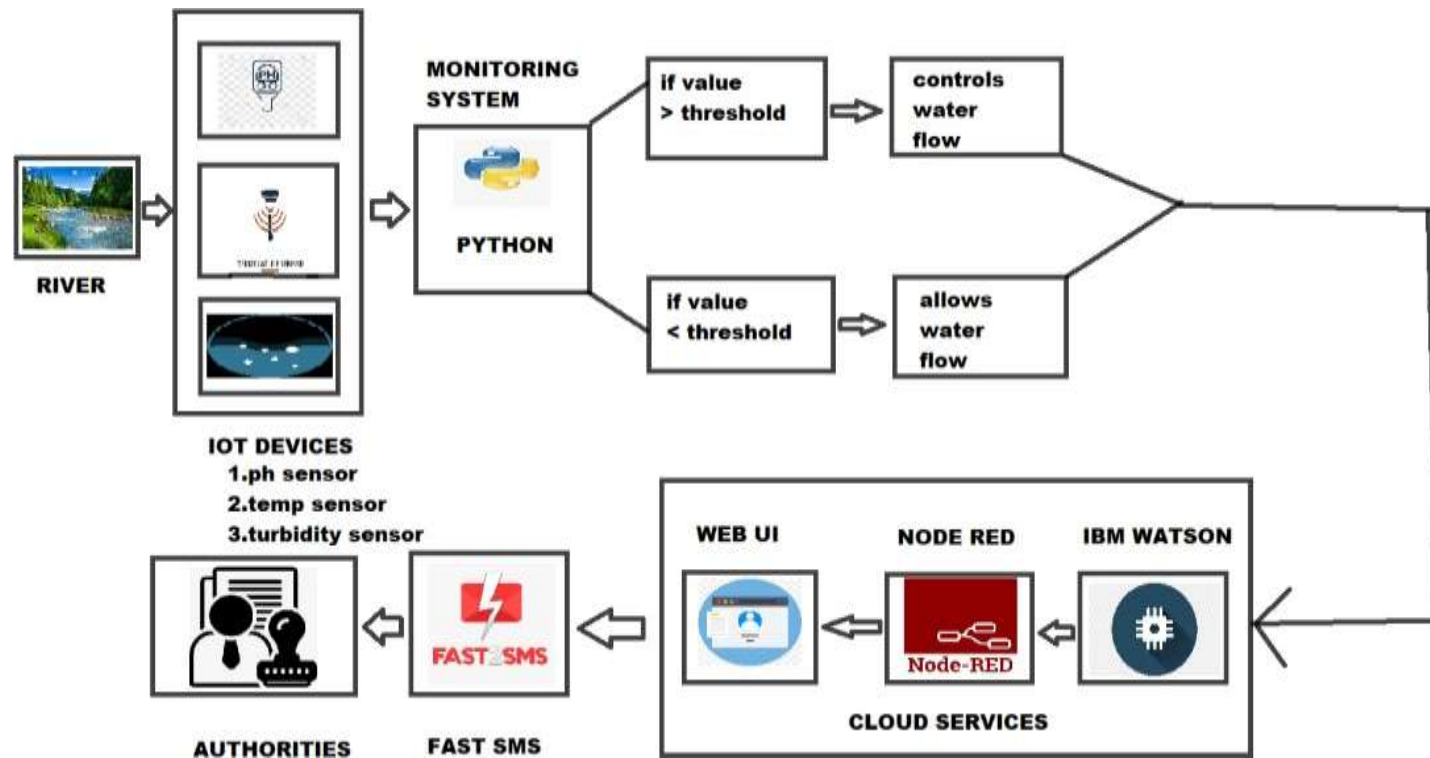 MONITORING
SYSTEM
PYTHON
RIVER
if value
> threshold
controls
water
flow
if value
< threshold
allows
water
flow
IOT DEVICES
1.ph sensor
2.temp sensor
3.turbidity sensor
WEB UI
NODE RED
IBM WATSON
Node-RED
CLOUD SERVICES
FAST2SMS
FAST SMS
AUTHORITIES